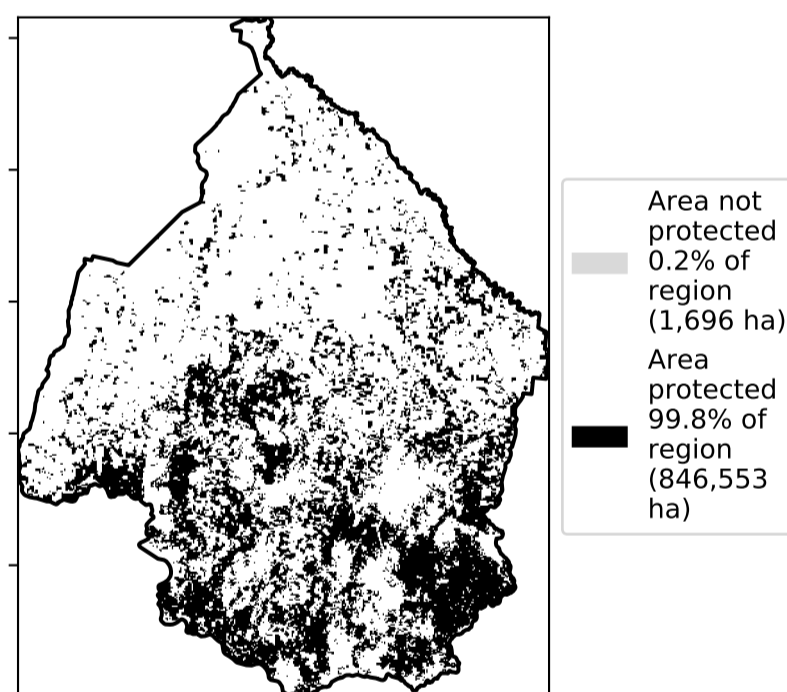 Area not
protected
0.2% of
region
(1,696 ha)
Area
protected
99.8% of
region
(846,553
ha)